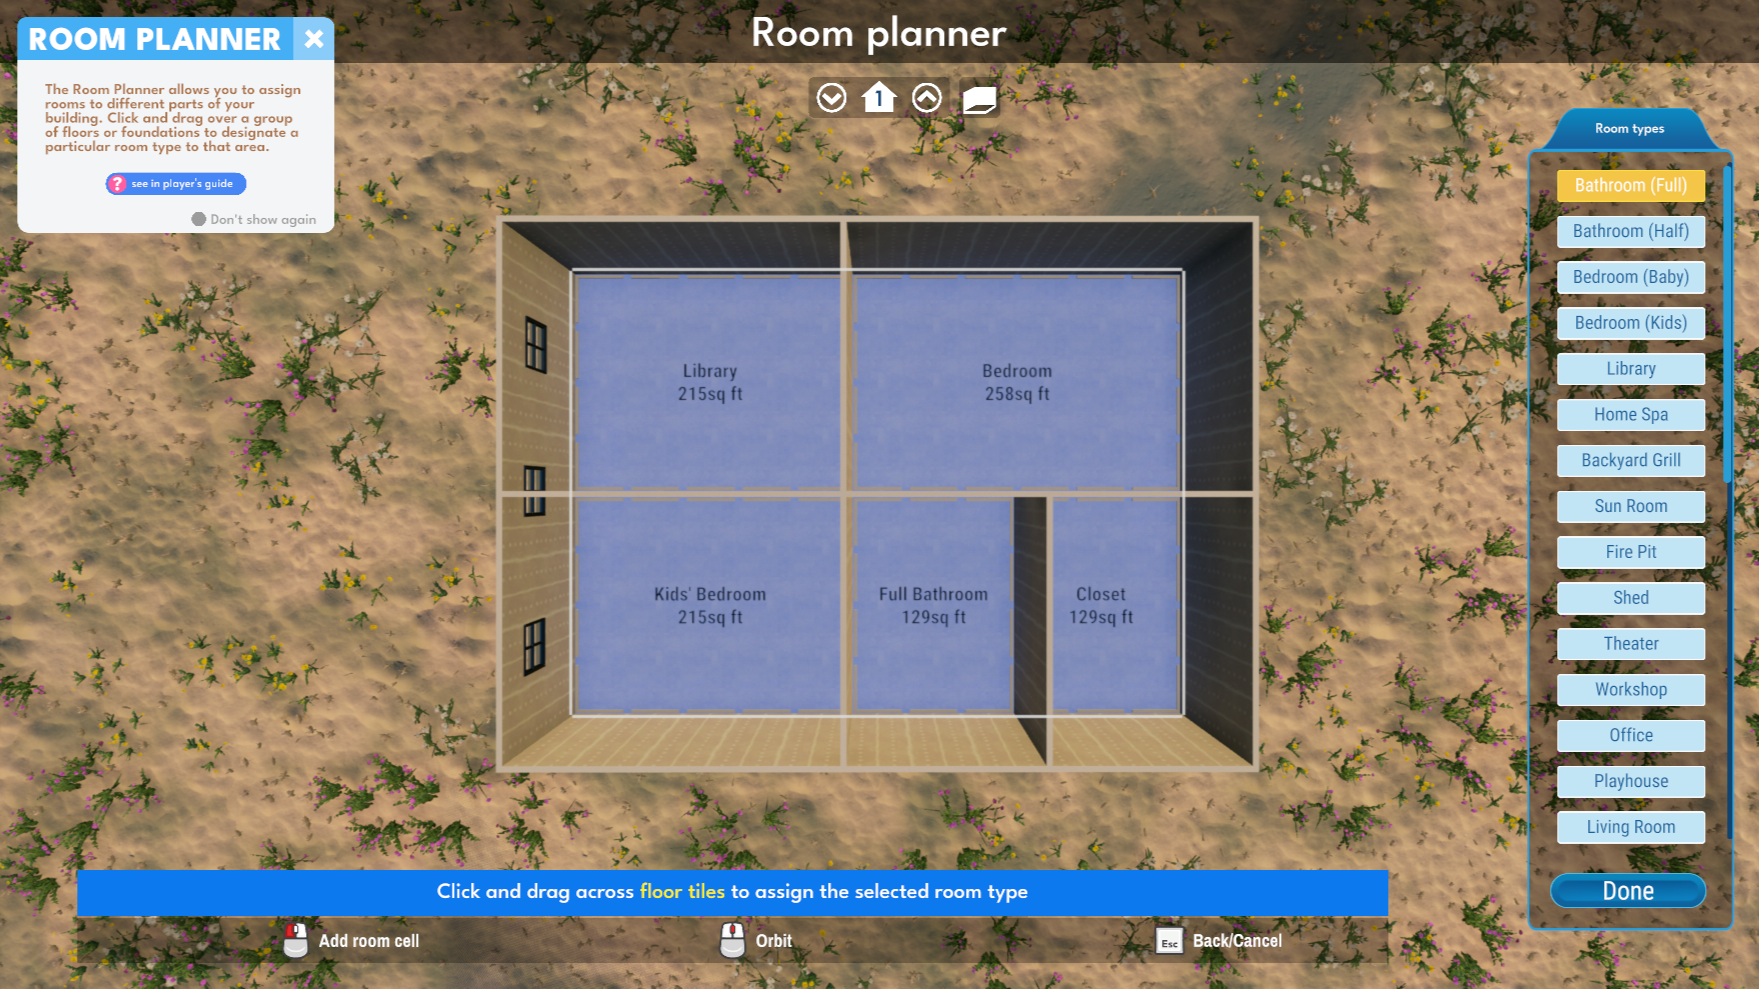 ROOM PLANNER
The Room Planner allows you to assign
rooms to different parts of your
building. Click and drag over a group
of floors or foundations to designate a
particular room type to that area.
? see in player's guide
Don't show again
Room planner
1
Room types
Bathroom (Full)
Bathroom (Half)
Bedroom (Baby)
Bedroom (Kids)
Library
Home Spa
Backyard Grill
Sun Room
Fire Pit
Shed
Theater
Workshop
Office
Playhouse
Living Room
Done
Library
215sq ft
Bedroom
258sq ft
Kids' Bedroom
215sq ft
Full Bathroom
129sq ft
Closet
129sq ft
Click and drag across floor tiles to assign the selected room type
Add room cell
Orbit
Esc Back/Cancel